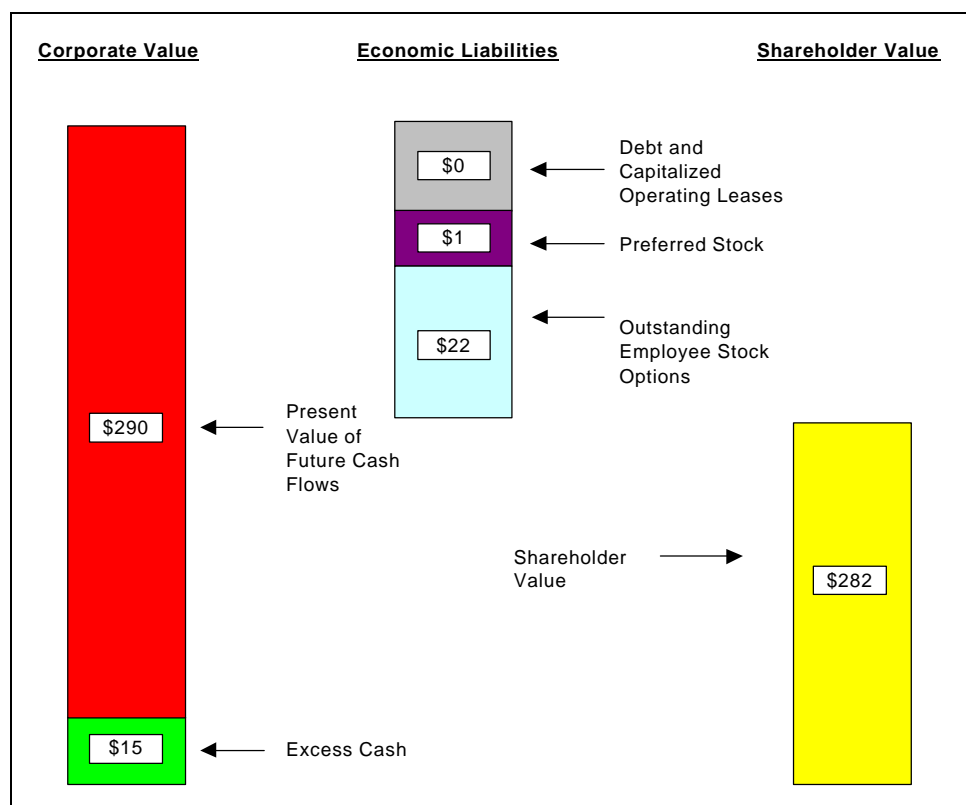 Corporate Value
Economic Liabilities
Shareholder Value
$0
Debt and
Capitalized
Operating Leases
$1
Preferred Stock
$22
Outstanding
Employee Stock
Options
$290
Present
Value of
Future Cash
Flows
Shareholder
Value
$282
$15
Excess Cash